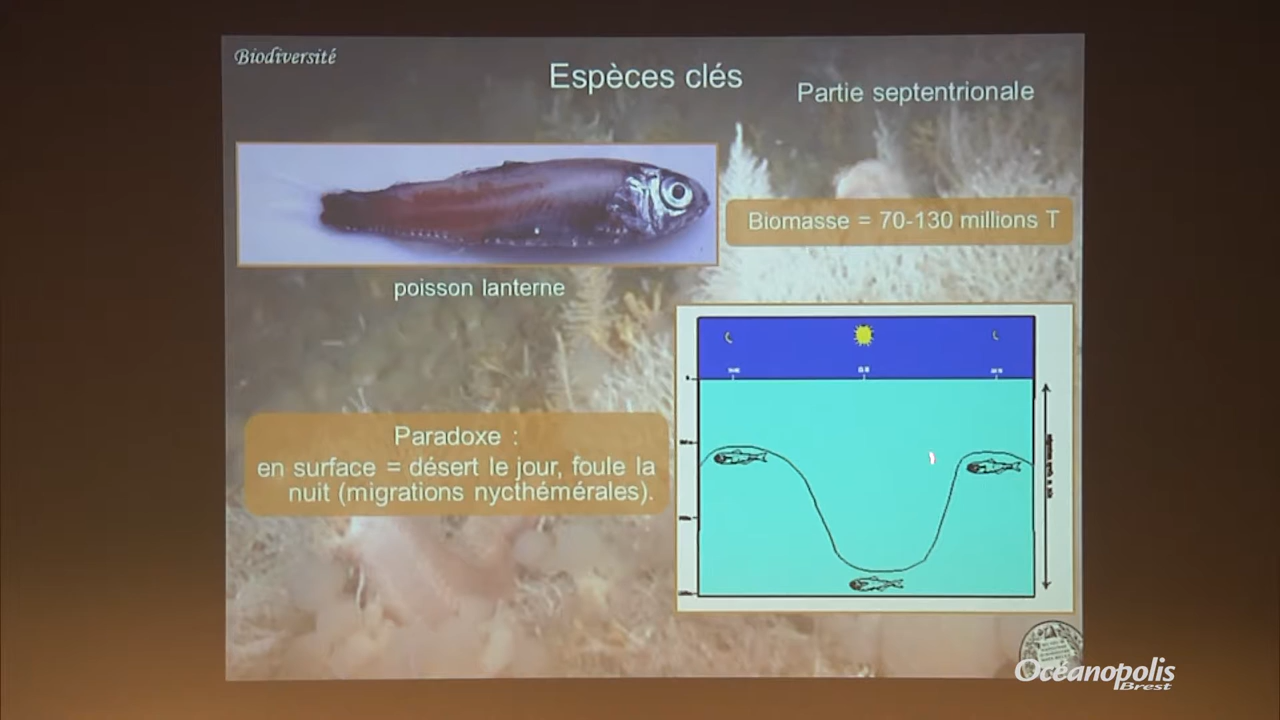 Biodiversité
Espèces clés
Partie septentrionale
Biomasse = 70-130 millions T
poisson lanterne
Paradoxe :
en surface = désert le jour, foule la
nuit (migrations nycthémérales).
Océanopolis
Brest